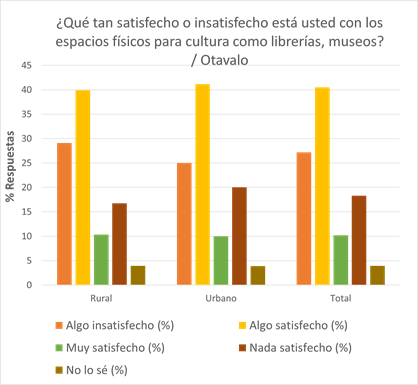 ¿Qué tan satisfecho o insatisfecho está usted con los
espacios físicos para cultura como librerías, museos?
/ Otavalo
% Respuestas
45
40
35
30
25
20
15
10
5
0
Rural Urbano Total
Algo insatisfecho (%) Algo satisfecho (%)
Muy satisfecho (%) Nada satisfecho (%)
No lo sé (%)